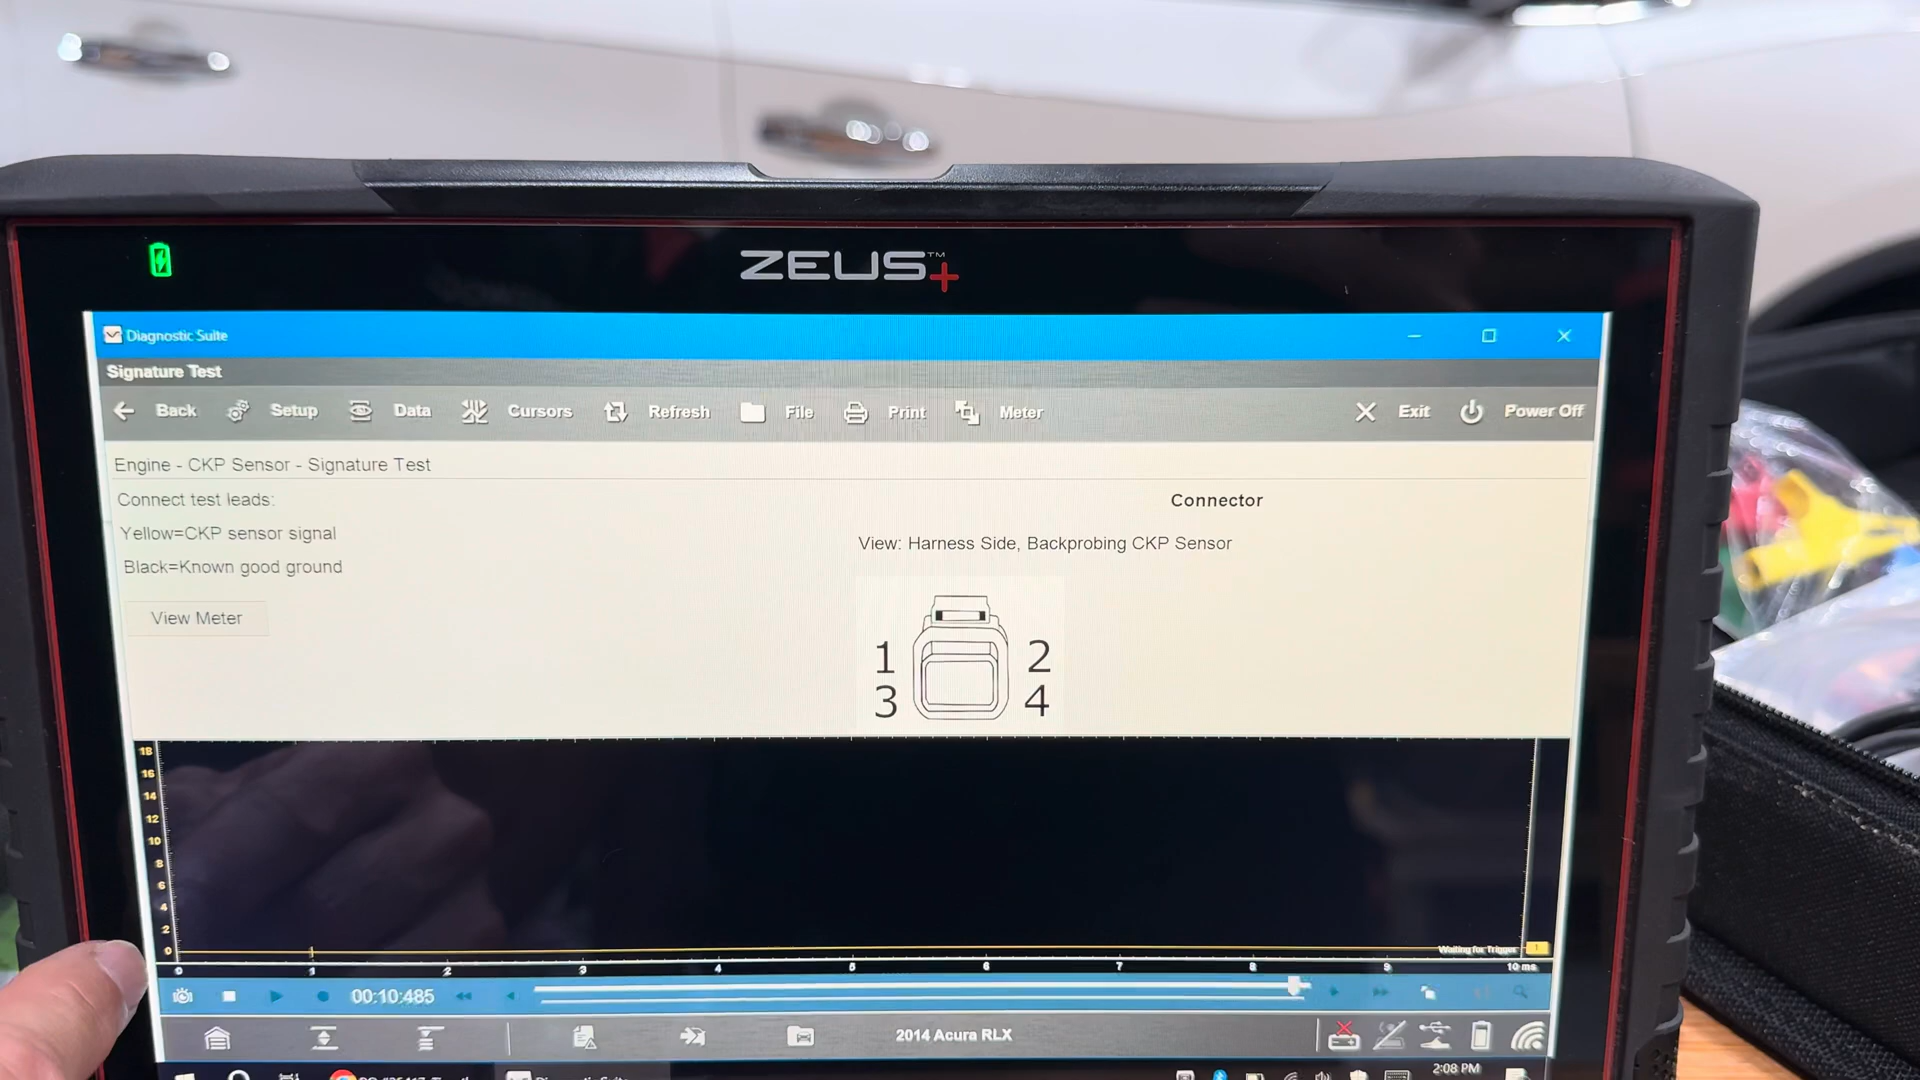 ZEUS™+
Diagnostic Suite
Signature Test
Back Setup Data Cursors Refresh File Print Meter Exit Power Off
Engine - CKP Sensor - Signature Test
Connect test leads:
Connector
Yellow=CKP sensor signal
View: Harness Side, Backprobing CKP Sensor
Black=Known good ground
View Meter
1 2
3 4
18
16
14
12
10
8
6
4
2
0
Waiting for Trigger 1
0 1 2 3 4 5 6 7 8 9 10 ms
00:10:485
2014 Acura RLX
2:08 PM